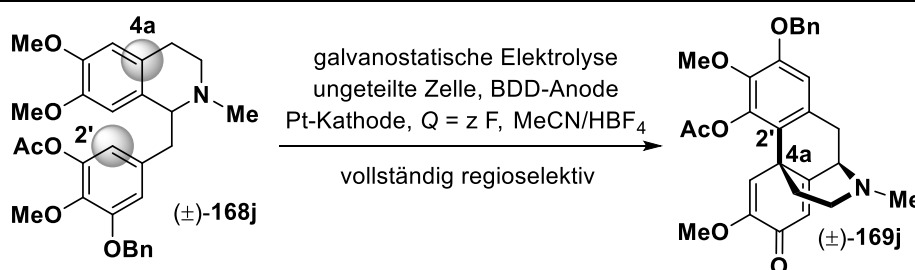 4a
MeO
MeO
N
Me
2'
AcO
MeO
OBn
(±)-168j
galvanostatische Elektrolyse
ungeteilte Zelle, BDD-Anode
Pt-Kathode, Q = z F, MeCN/HBF₄
vollständig regioselektiv
OBn
MeO
AcO
2'
4a
N
Me
MeO
O
(±)-169j